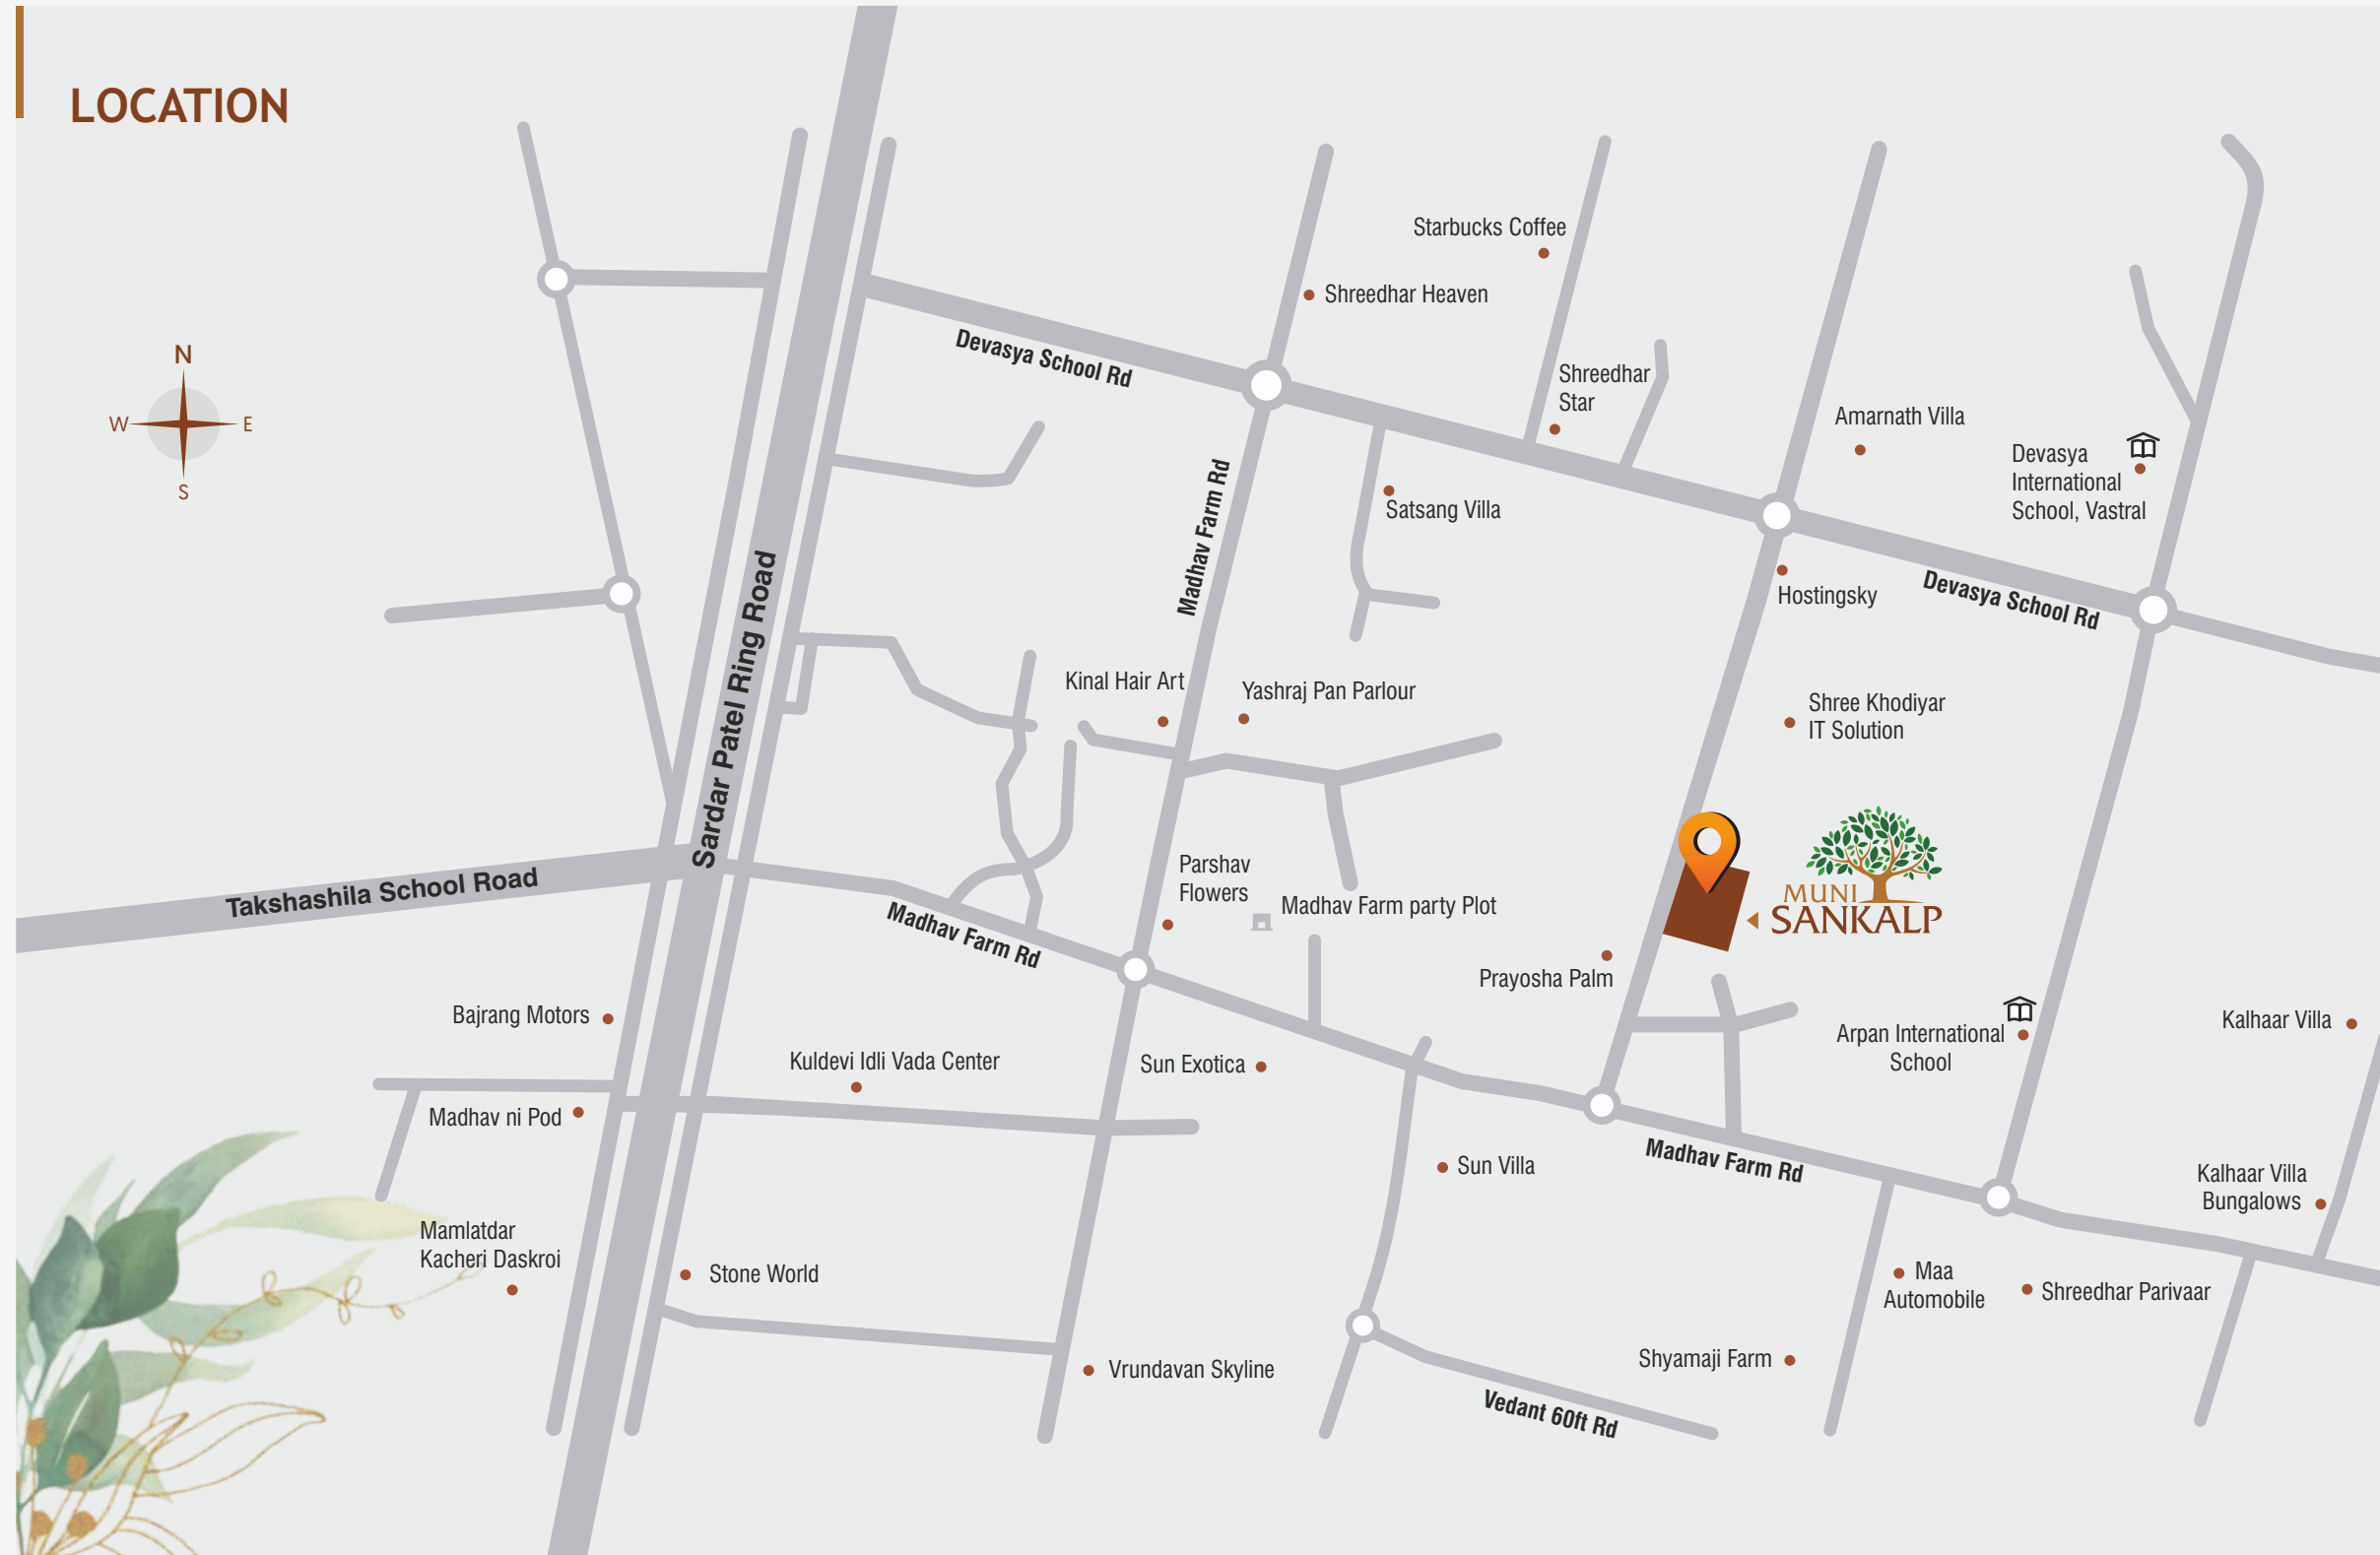 LOCATION
N
W
E
S
Starbucks Coffee
Shreedhar Heaven
Devasya School Rd
Shreedhar
Star
Amarnath Villa
Devasya
International
School, Vastral
Madhav Farm Rd
Satsang Villa
Hostingsky
Devasya School Rd
Sardar Patel Ring Road
Kinal Hair Art
Yashraj Pan Parlour
Shree Khodiyar
IT Solution
Takshashila School Road
Parshav
Flowers
Madhav Farm party Plot
MUNI
SANKALP
Madhav Farm Rd
Prayosha Palm
Bajrang Motors
Arpan International
School
Kalhaar Villa
Kuldevi Idli Vada Center
Sun Exotica
Madhav ni Pod
Sun Villa
Madhav Farm Rd
Kalhaar Villa
Bungalows
Mamlatdar
Kacheri Daskroi
Stone World
Maa
Automobile
Shreedhar Parivaar
Vrundavan Skyline
Shyamaji Farm
Vedant 60ft Rd